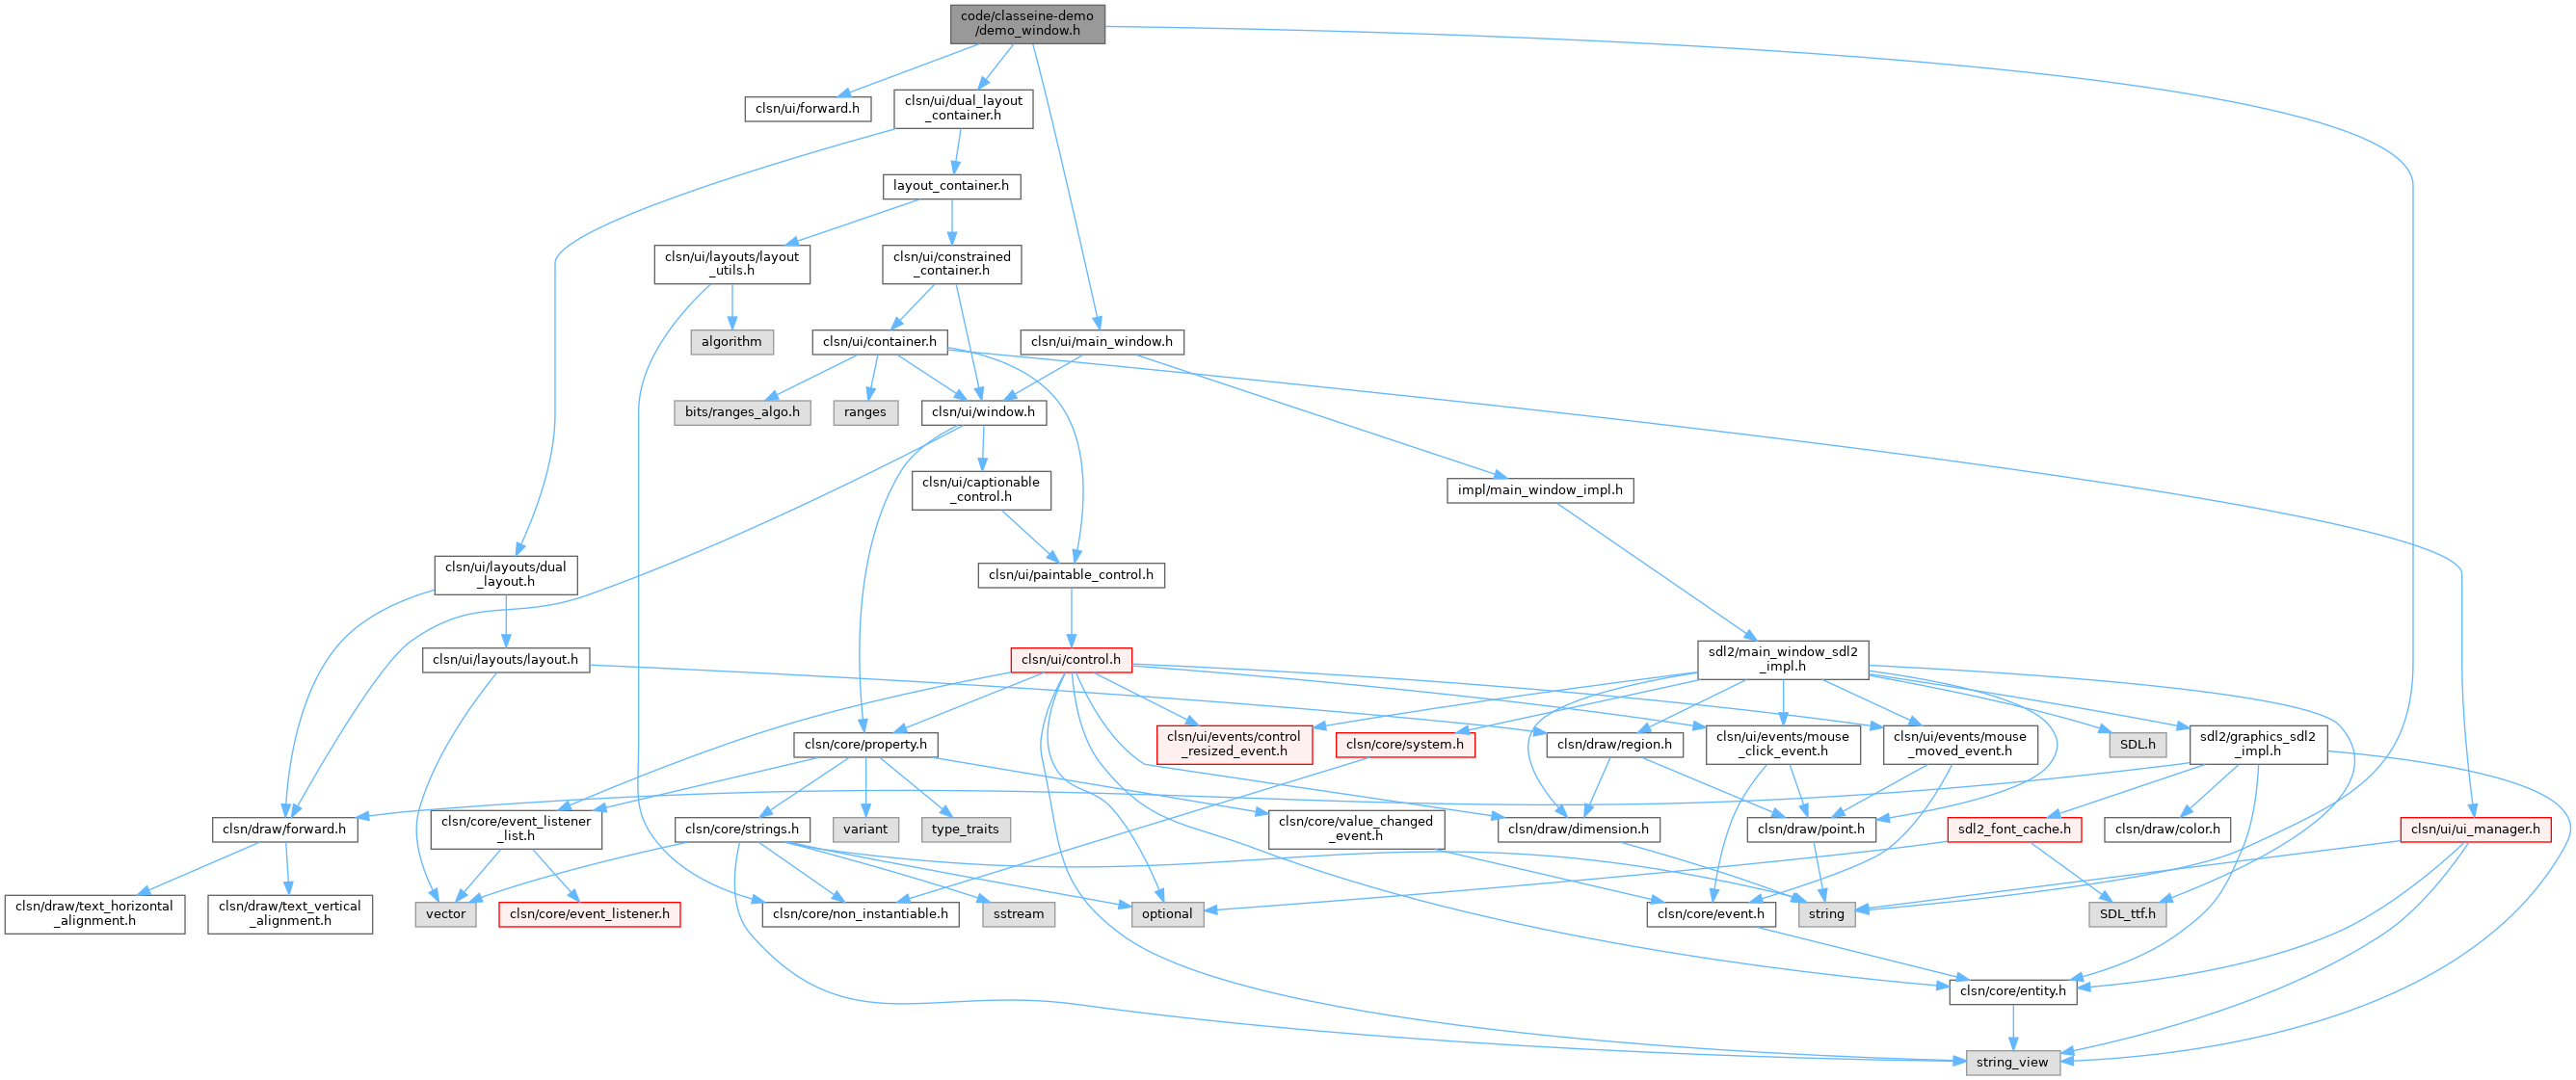 code/classeine-demo
/demo_window.h
clsn/ui/forward.h
clsn/ui/dual_layout
_container.h
layout_container.h
clsn/ui/layouts/layout
_utils.h
clsn/ui/constrained
_container.h
algorithm
clsn/ui/container.h
clsn/ui/main_window.h
bits/ranges_algo.h
ranges
clsn/ui/window.h
clsn/ui/captionable
_control.h
impl/main_window_impl.h
clsn/ui/layouts/dual
_layout.h
clsn/ui/paintable_control.h
clsn/ui/layouts/layout.h
clsn/ui/control.h
sdl2/main_window_sdl2
_impl.h
clsn/core/property.h
clsn/ui/events/control
_resized_event.h
clsn/core/system.h
clsn/draw/region.h
clsn/ui/events/mouse
_click_event.h
clsn/ui/events/mouse
_moved_event.h
SDL.h
sdl2/graphics_sdl2
_impl.h
clsn/draw/forward.h
clsn/core/event_listener
_list.h
clsn/core/strings.h
variant
type_traits
clsn/core/value_changed
_event.h
clsn/draw/dimension.h
clsn/draw/point.h
sdl2_font_cache.h
clsn/draw/color.h
clsn/ui/ui_manager.h
clsn/draw/text_horizontal
_alignment.h
clsn/draw/text_vertical
_alignment.h
vector
clsn/core/event_listener.h
clsn/core/non_instantiable.h
sstream
optional
clsn/core/event.h
string
SDL_ttf.h
clsn/core/entity.h
string_view